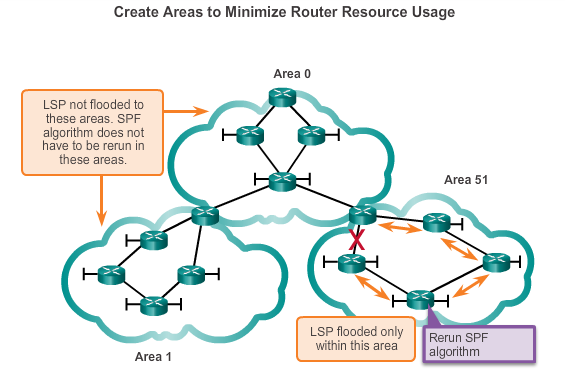 Create Areas to Minimize Router Resource Usage
Area 0
LSP not flooded to
these areas. SPF
algorithm does not
have to be rerun in
these areas.
Area 51
X
LSP flooded only
within this area
Rerun SPF
algorithm
Area 1